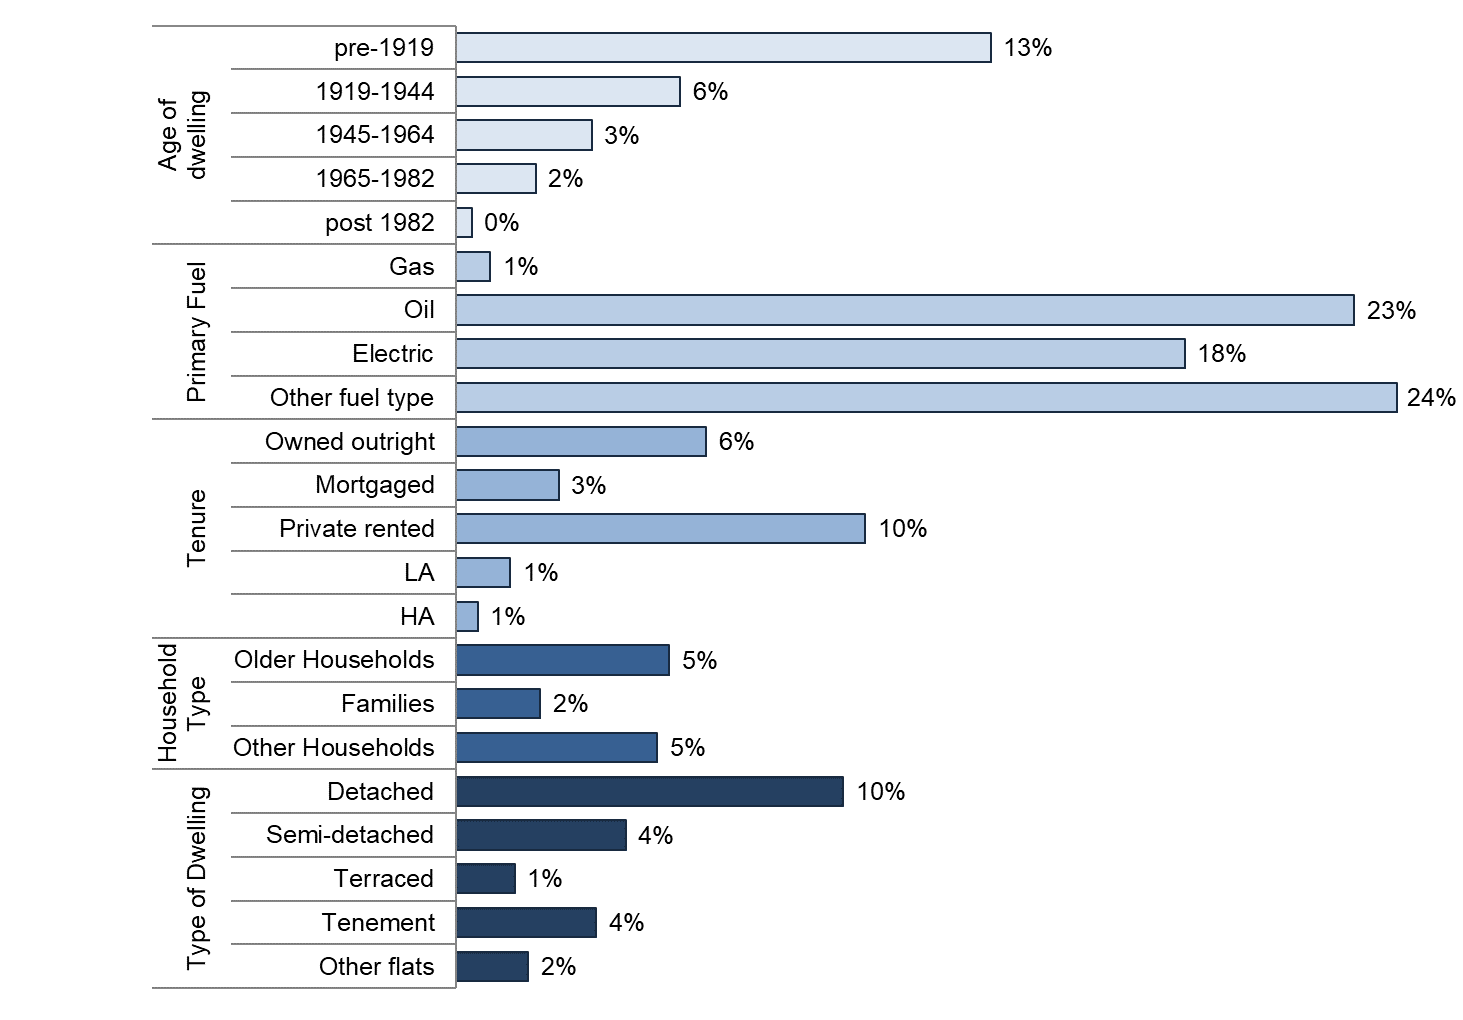 Age of
dwelling
pre-1919 13%
1919-1944 6%
1945-1964 3%
1965-1982 2%
post 1982 0%
Primary Fuel
Gas 1%
Oil 23%
Electric 18%
Other fuel type 24%
Tenure
Owned outright 6%
Mortgaged 3%
Private rented 10%
LA 1%
HA 1%
Household
Type
Older Households 5%
Families 2%
Other Households 5%
Type of Dwelling
Detached 10%
Semi-detached 4%
Terraced 1%
Tenement 4%
Other flats 2%